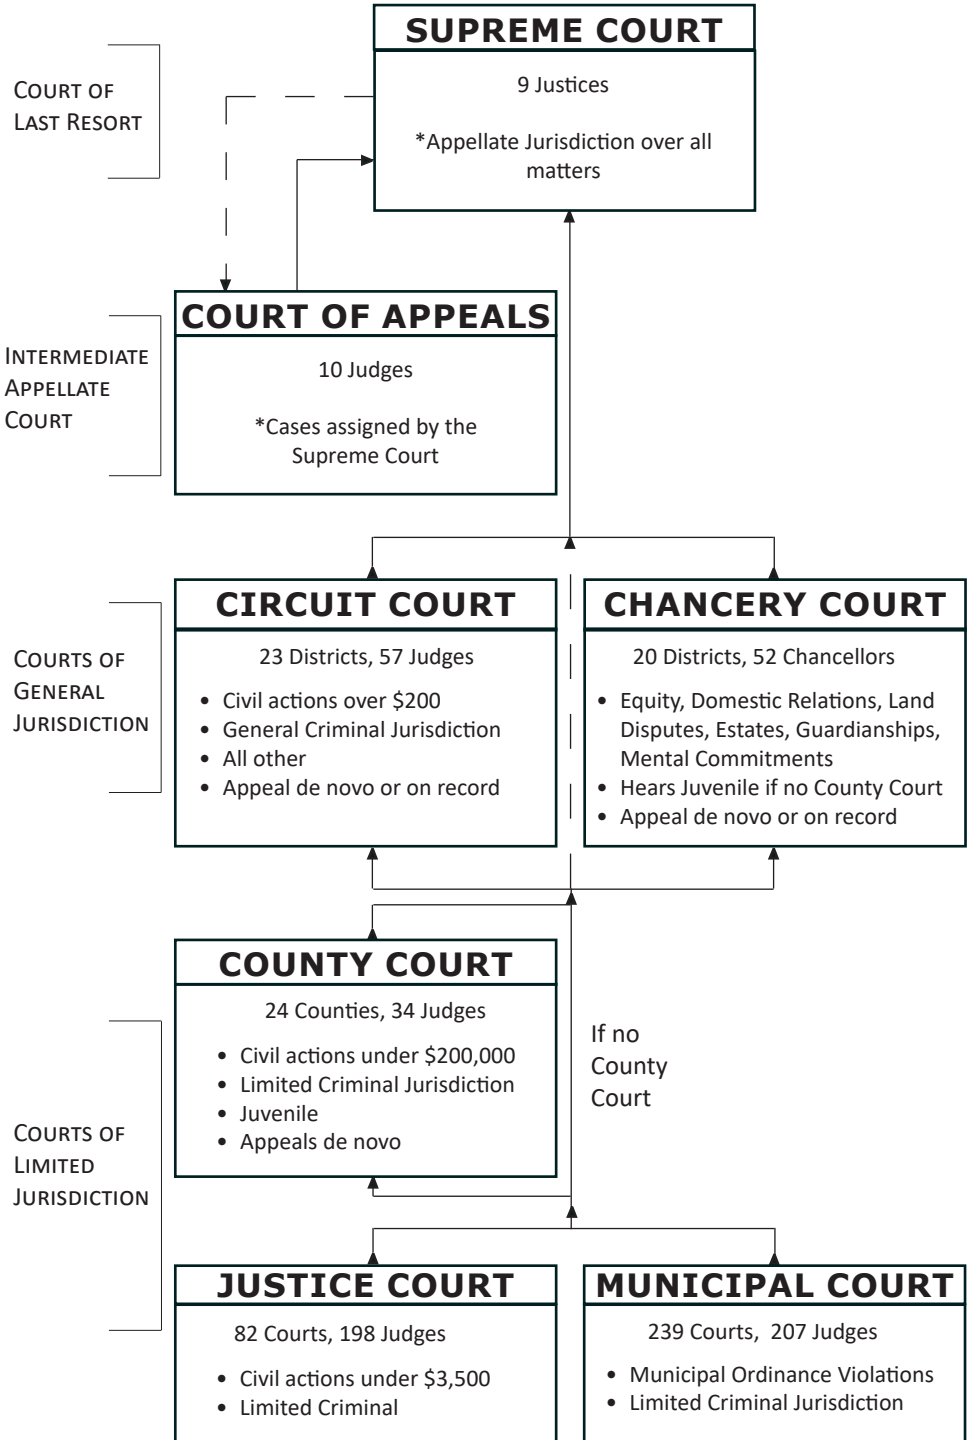 SUPREME COURT
9 Justices
*Appellate Jurisdiction over all
matters
COURT OF
LAST RESORT
COURT OF APPEALS
10 Judges
*Cases assigned by the
Supreme Court
INTERMEDIATE
APPELLATE
COURT
CIRCUIT COURT
23 Districts, 57 Judges
• Civil actions over $200
• General Criminal Jurisdiction
• All other
• Appeal de novo or on record
CHANCERY COURT
20 Districts, 52 Chancellors
• Equity, Domestic Relations, Land
Disputes, Estates, Guardianships,
Mental Commitments
• Hears Juvenile if no County Court
• Appeal de novo or on record
COURTS OF
GENERAL
JURISDICTION
COUNTY COURT
24 Counties, 34 Judges
• Civil actions under $200,000
• Limited Criminal Jurisdiction
• Juvenile
• Appeals de novo
If no
County
Court
COURTS OF
LIMITED
JURISDICTION
JUSTICE COURT
82 Courts, 198 Judges
• Civil actions under $3,500
• Limited Criminal
MUNICIPAL COURT
239 Courts, 207 Judges
• Municipal Ordinance Violations
• Limited Criminal Jurisdiction